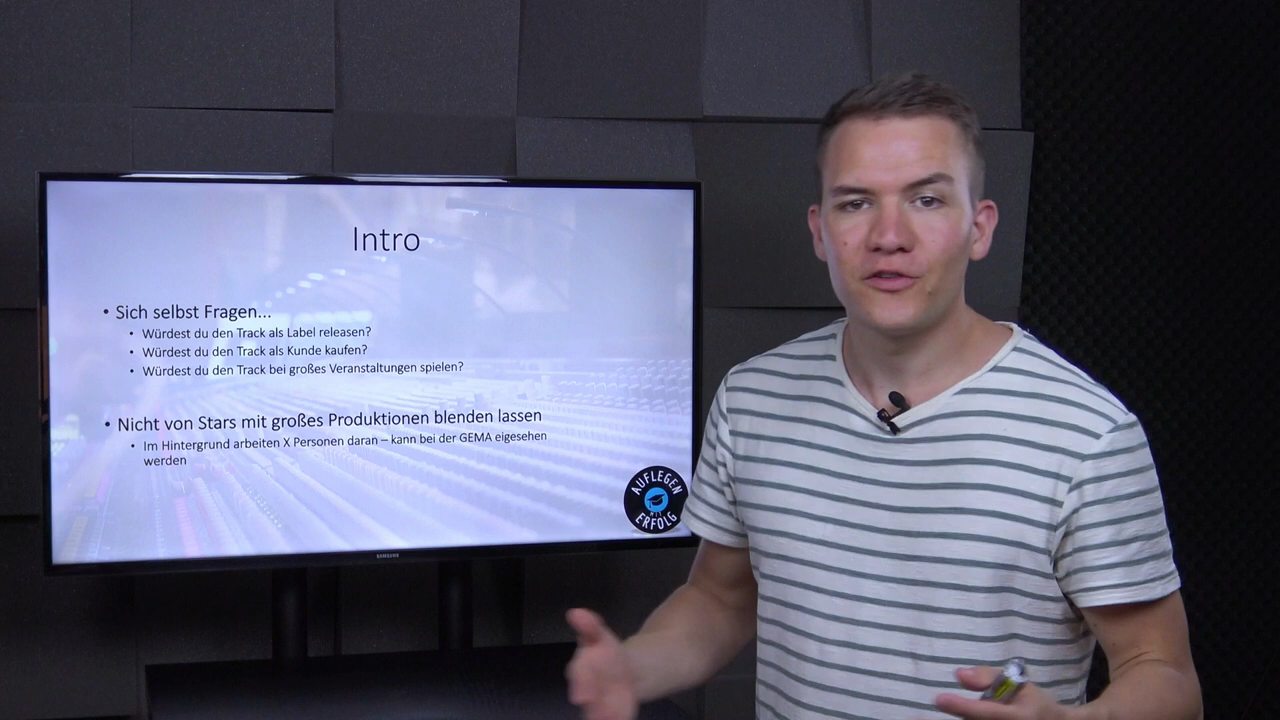 Intro
• Sich selbst Fragen...
• Würdest du den Track als Label releasen?
• Würdest du den Track als Kunde kaufen?
• Würdest du den Track bei großes Veranstaltungen spielen?
• Nicht von Stars mit großes Produktionen blenden lassen
• Im Hintergrund arbeiten X Personen daran – kann bei der GEMA eigesehen
werden
AUFLEGEN
MIT
ERFOLG
SAMSUNG